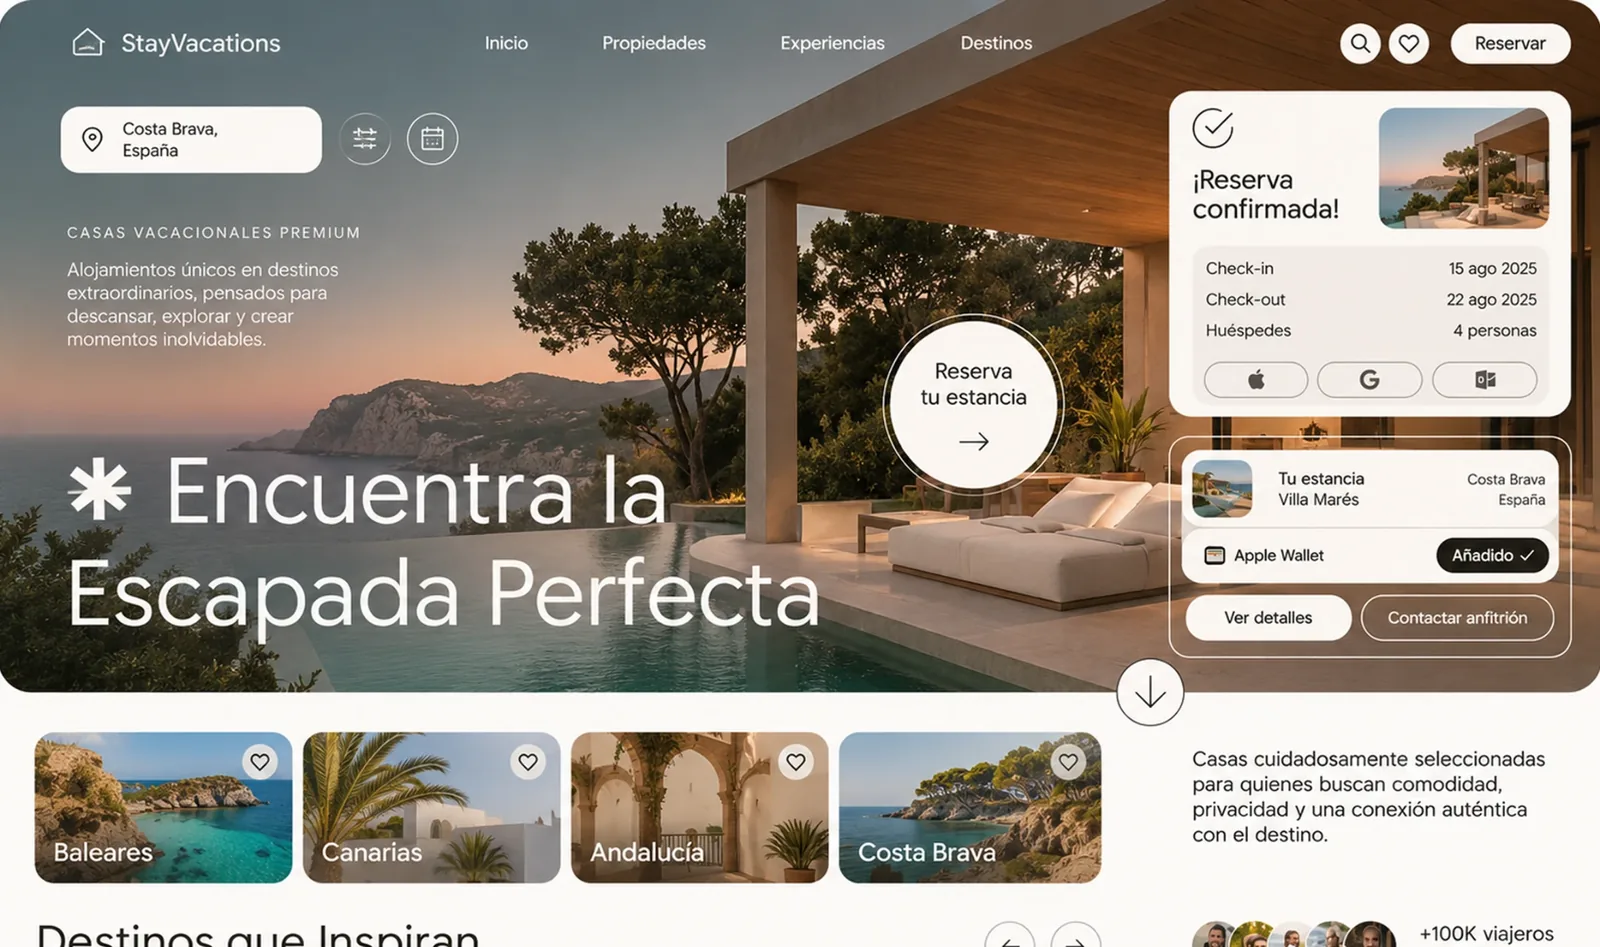 StayVacations
Inicio
Propiedades
Experiencias
Destinos
Reservar
Costa Brava,
España
CASAS VACACIONALES PREMIUM
Alojamientos únicos en destinos
extraordinarios, pensados para
descansar, explorar y crear
momentos inolvidables.
Encuentra la
Escapada Perfecta
Reserva
tu estancia
¡Reserva
confirmada!
Check-in 15 ago 2025
Check-out 22 ago 2025
Huéspedes 4 personas
Tu estancia
Villa Marés
Costa Brava
España
Apple Wallet
Añadido
Ver detalles
Contactar anfitrión
Baleares
Canarias
Andalucía
Costa Brava
Casas cuidadosamente seleccionadas
para quienes buscan comodidad,
privacidad y una conexión auténtica
con el destino.
Destinos que Inspiran
+100K viajeros